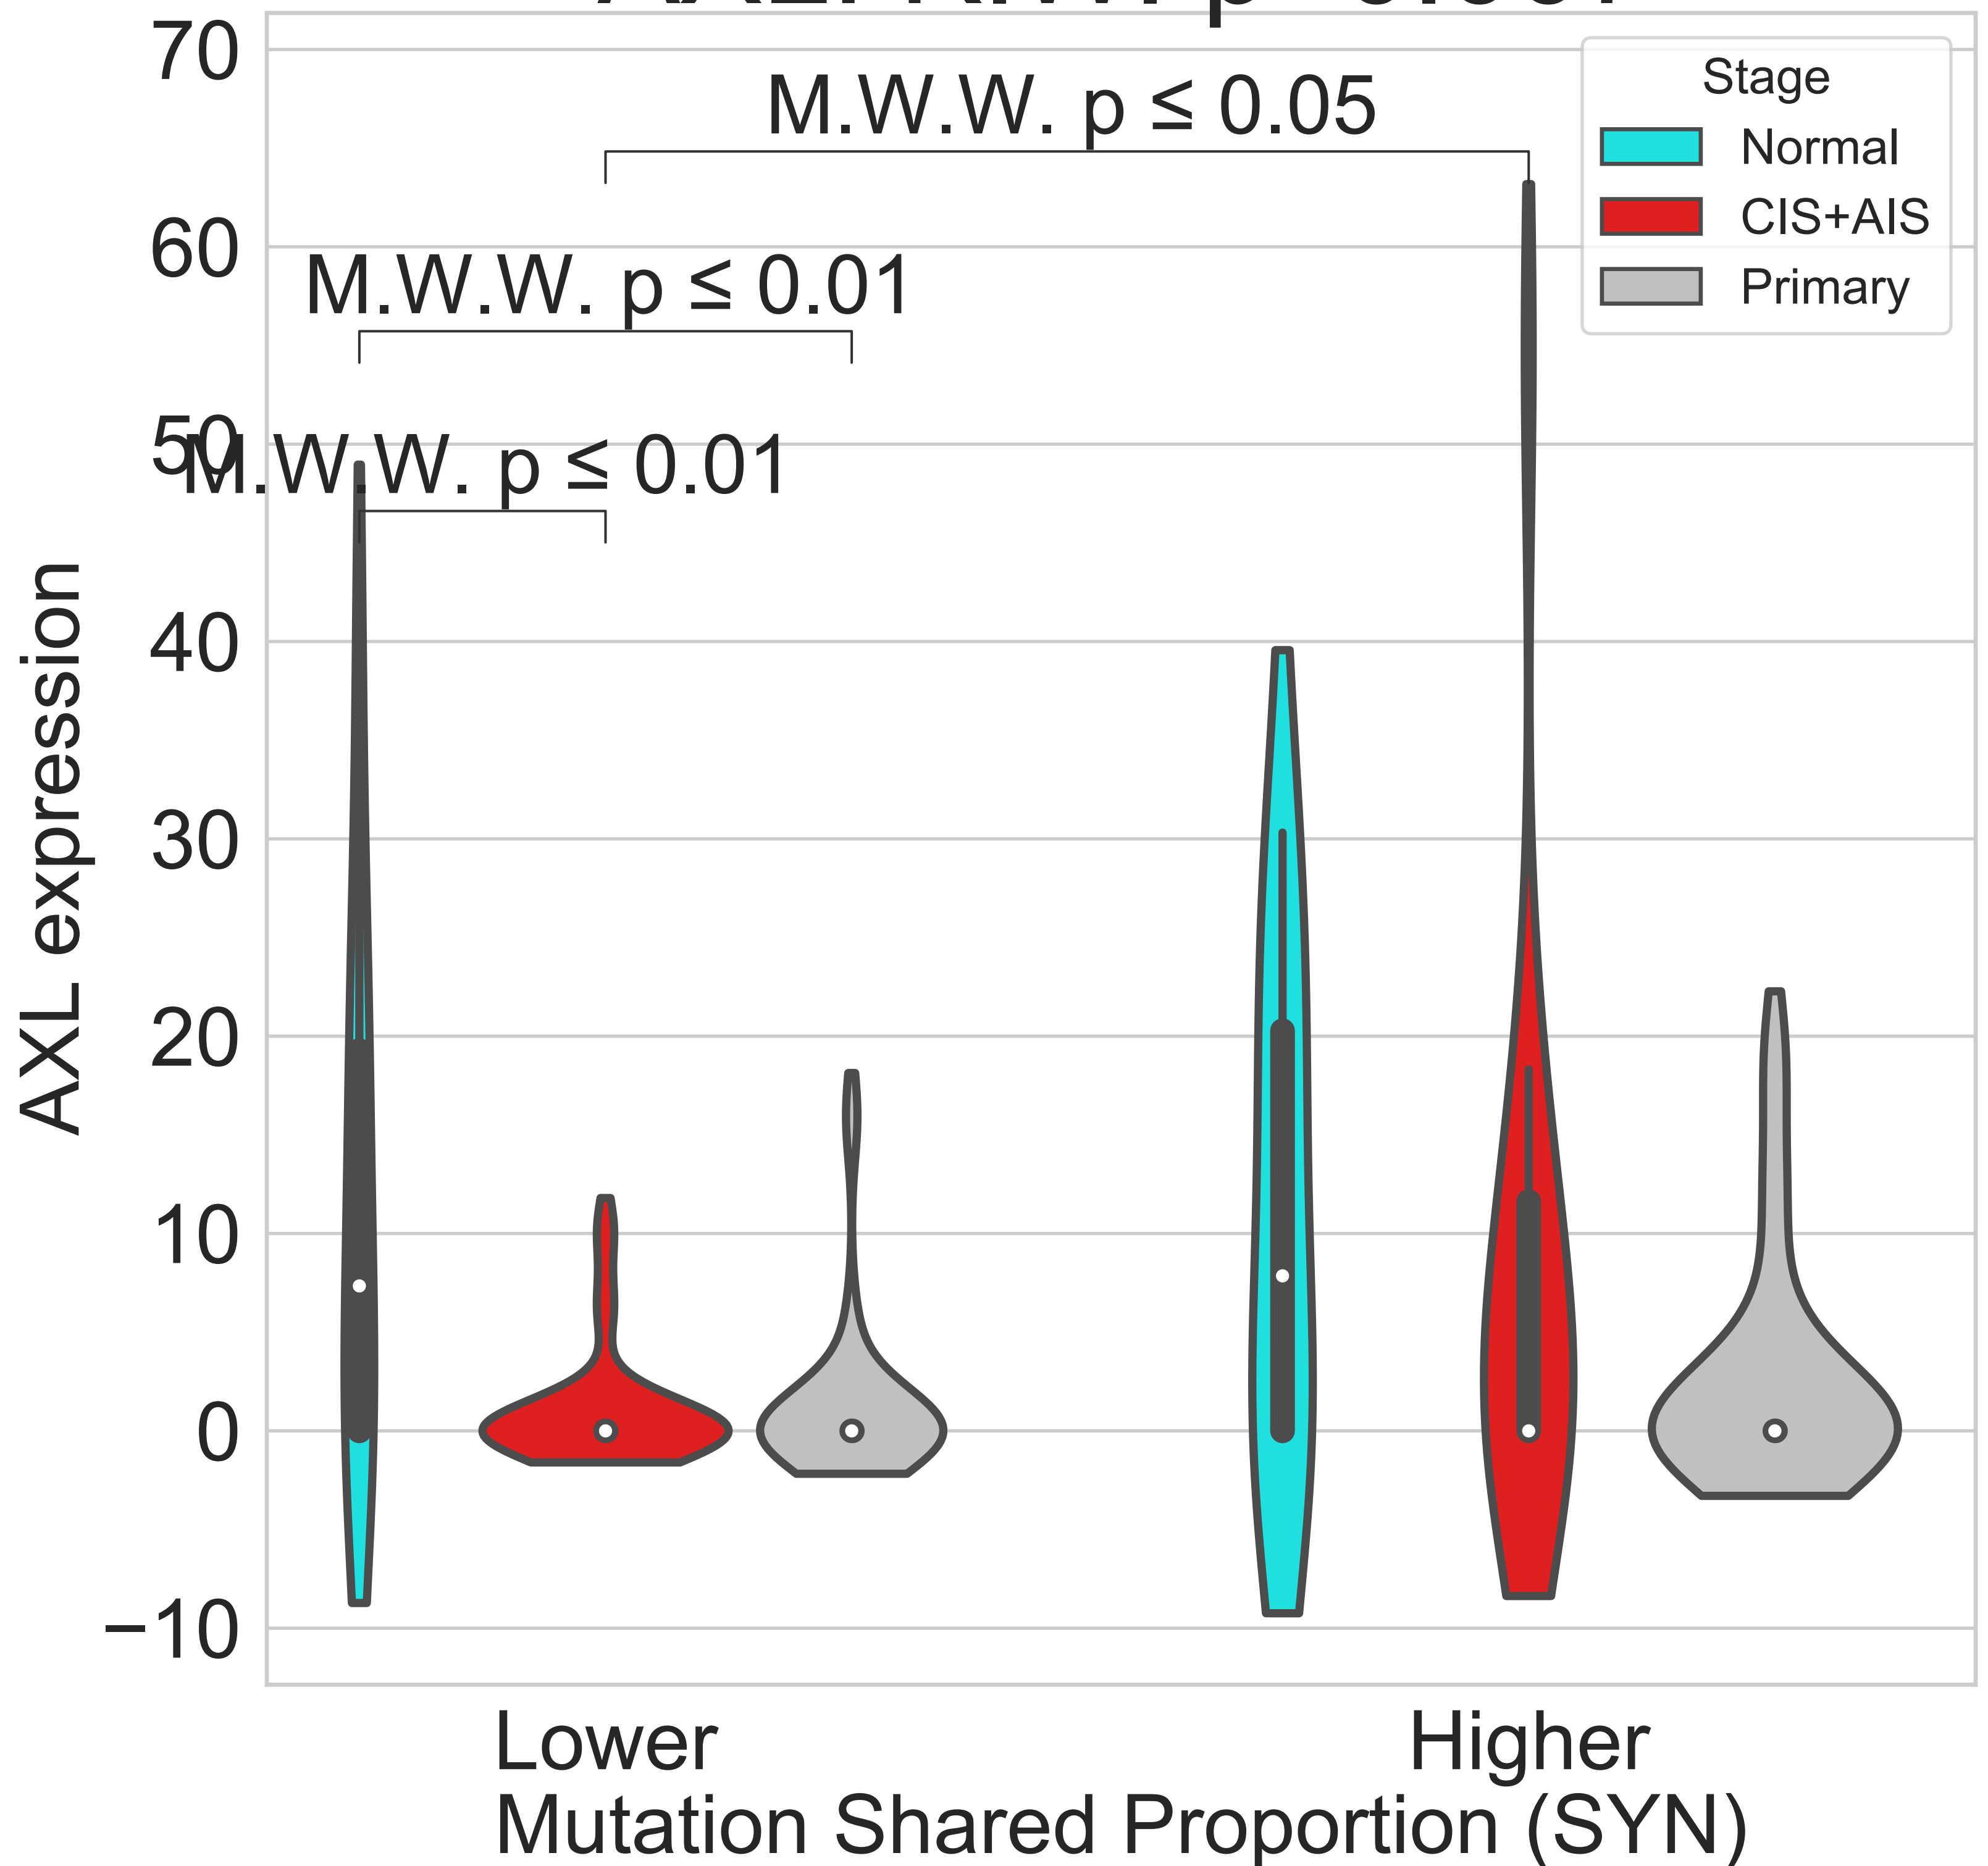 70
M.W.W. p ≤ 0.05
Stage
Normal
CIS+AIS
Primary
60
M.W.W. p ≤ 0.01
50
M.W.W. p ≤ 0.01
40
30
20
10
0
−10
AXL expression
Lower
Higher
Mutation Shared Proportion (SYN)